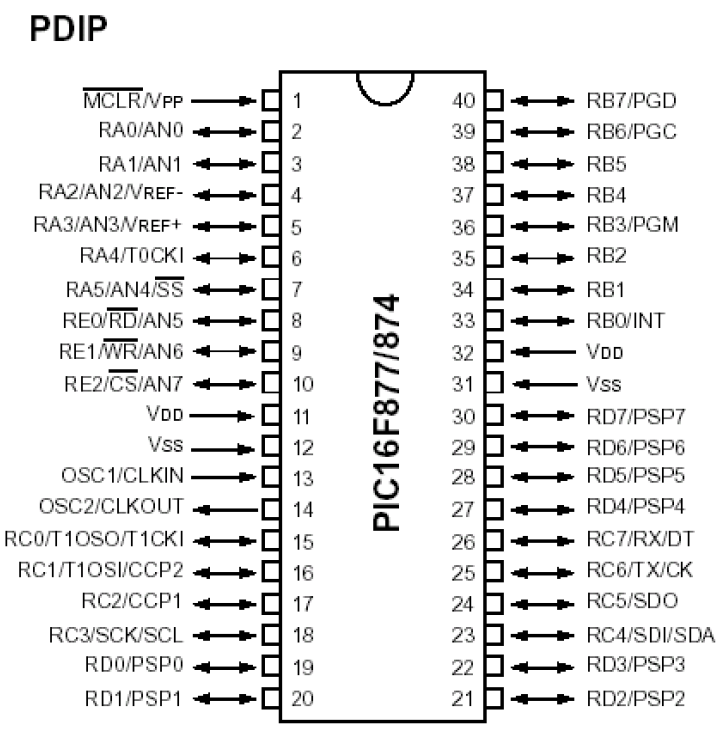 PDIP
MCLR/VPP 1 40 RB7/PGD
RA0/AN0 2 39 RB6/PGC
RA1/AN1 3 38 RB5
RA2/AN2/VREF- 4 37 RB4
RA3/AN3/VREF+ 5 36 RB3/PGM
RA4/T0CKI 6 35 RB2
RA5/AN4/SS 7 34 RB1
RE0/RD/AN5 8 33 RB0/INT
RE1/WR/AN6 9 32 VDD
RE2/CS/AN7 10 31 VSS
VDD 11 30 RD7/PSP7
VSS 12 29 RD6/PSP6
OSC1/CLKIN 13 28 RD5/PSP5
OSC2/CLKOUT 14 27 RD4/PSP4
RC0/T1OSO/T1CKI 15 26 RC7/RX/DT
RC1/T1OSI/CCP2 16 25 RC6/TX/CK
RC2/CCP1 17 24 RC5/SDO
RC3/SCK/SCL 18 23 RC4/SDI/SDA
RD0/PSP0 19 22 RD3/PSP3
RD1/PSP1 20 21 RD2/PSP2
PIC16F877/874